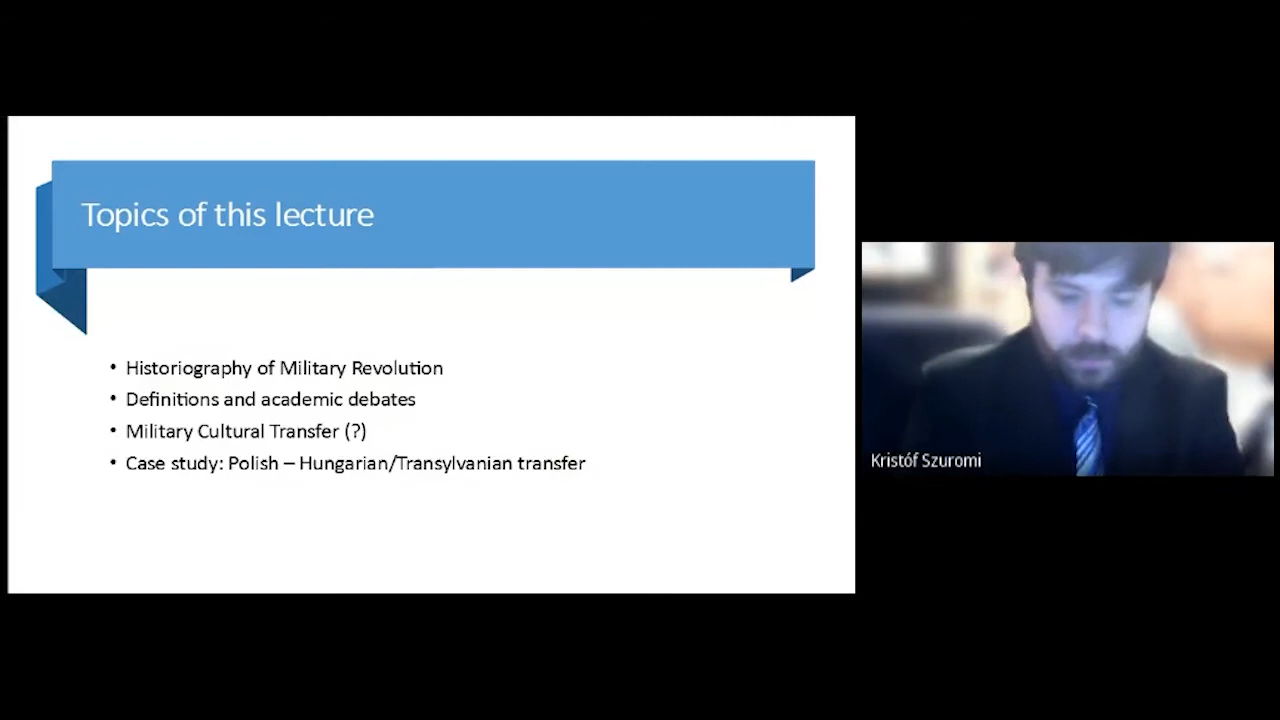 Topics of this lecture
• Historiography of Military Revolution
• Definitions and academic debates
• Military Cultural Transfer (?)
• Case study: Polish – Hungarian/Transylvanian transfer
Kristóf Szuromi